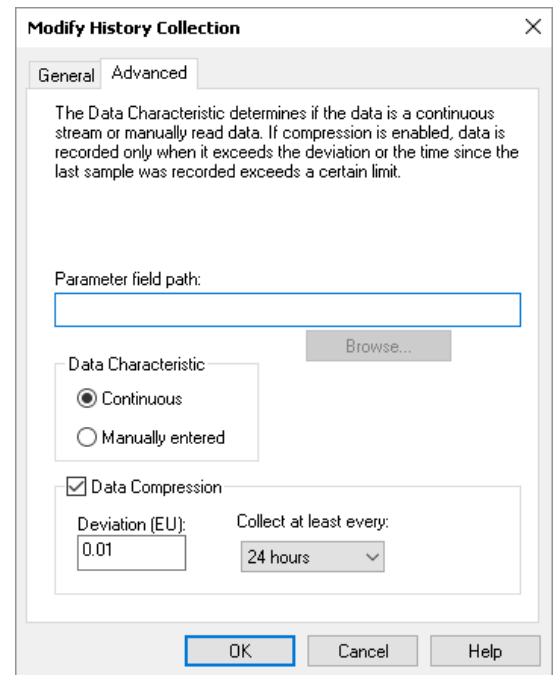 Modify History Collection
General
Advanced
The Data Characteristic determines if the data is a continuous
stream or manually read data. If compression is enabled, data is
recorded only when it exceeds the deviation or the time since the
last sample was recorded exceeds a certain limit.
Parameter field path:
Browse...
Data Characteristic
Continuous
Manually entered
Data Compression
Deviation (EU):
Collect at least every:
0.01
24 hours
OK
Cancel
Help